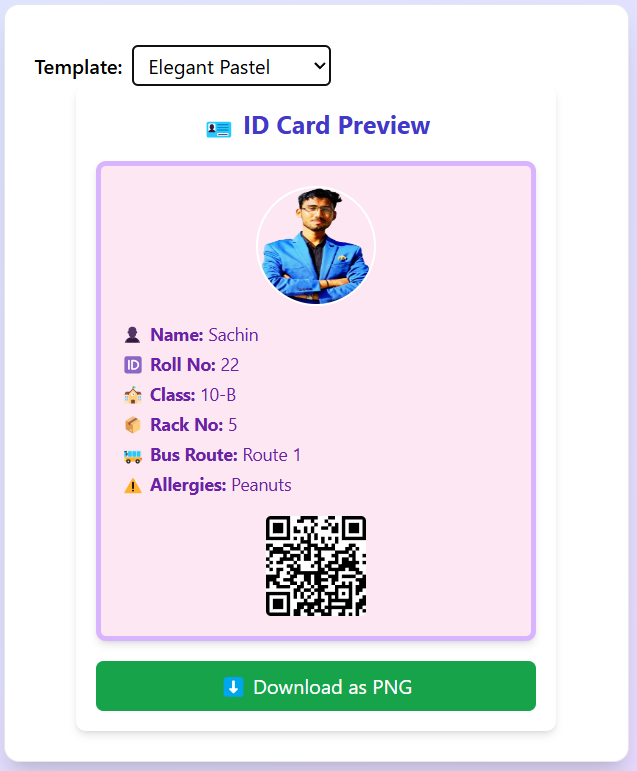 Template: Elegant Pastel
ID Card Preview
Name: Sachin
Roll No: 22
Class: 10-B
Rack No: 5
Bus Route: Route 1
Allergies: Peanuts
Download as PNG